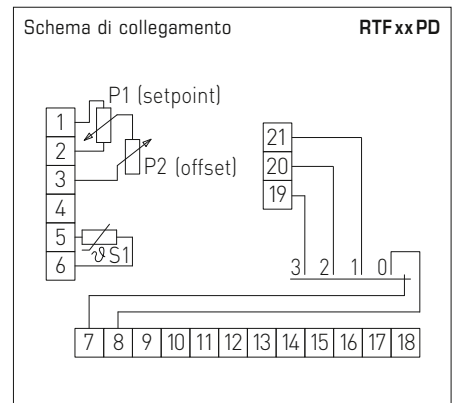 Schema di collegamento RTF xx PD
P1 (setpoint)
1
2
3
4
5
6
P2 (offset)
ϑ S1
21
20
19
3 2 1 0
7 8 9 10 11 12 13 14 15 16 17 18